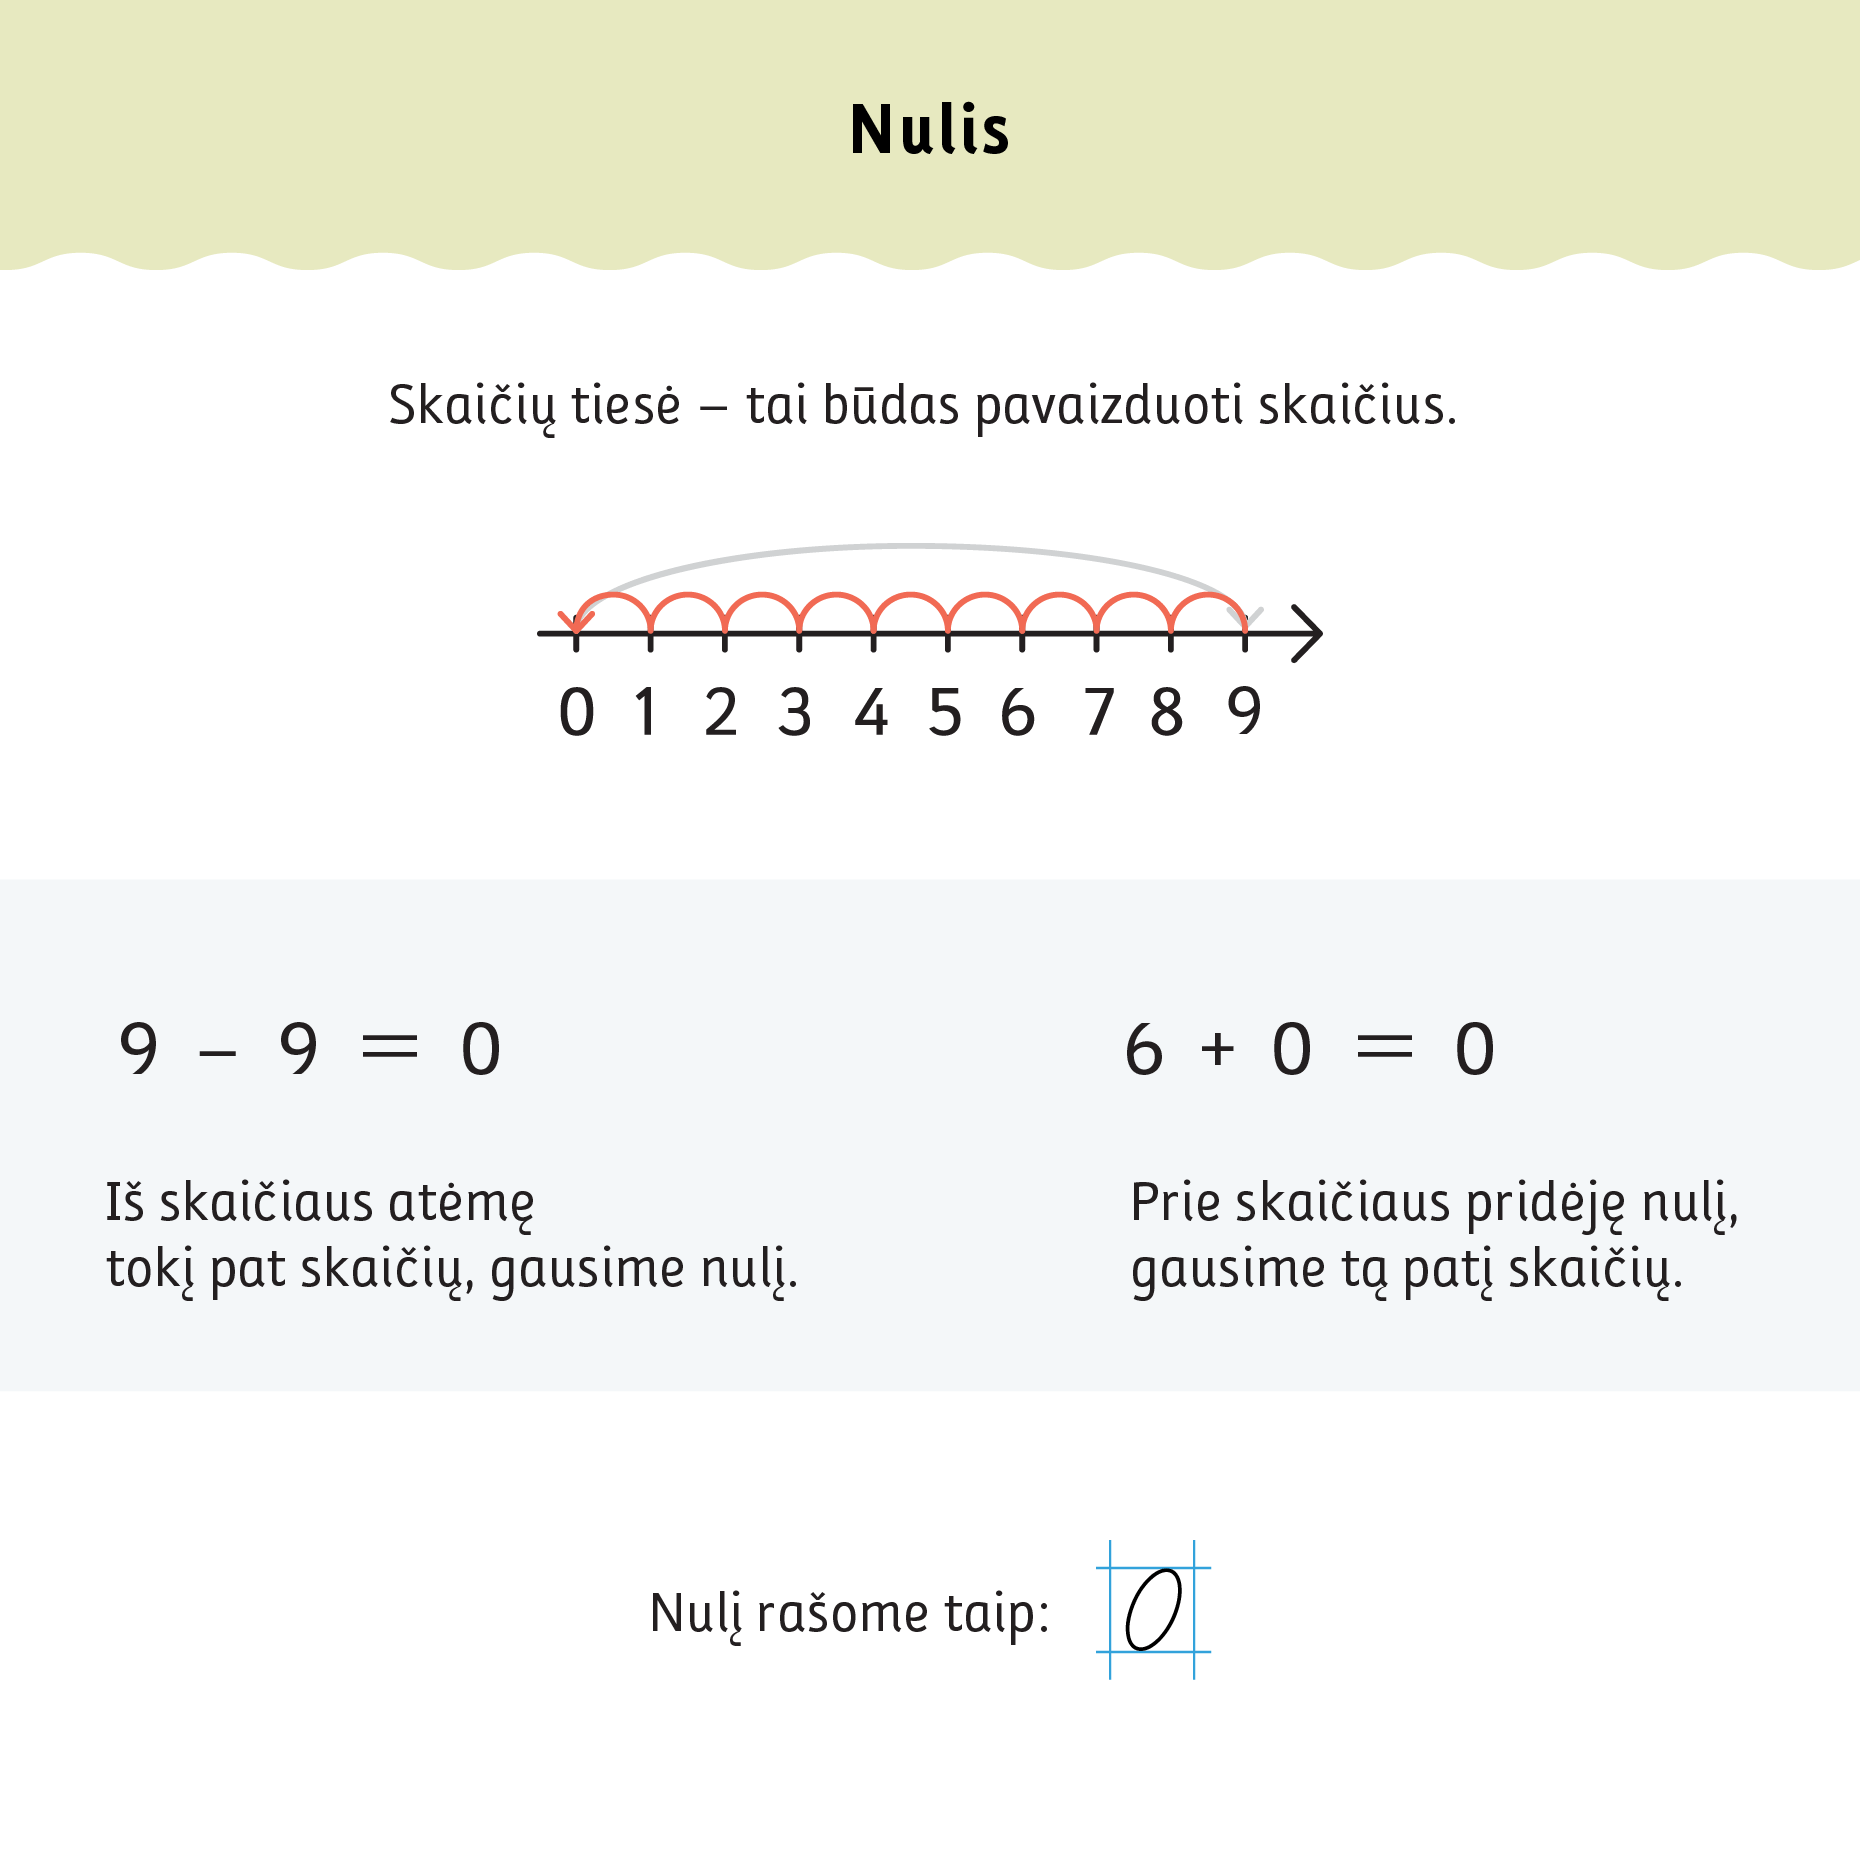 Nulis
Skaičių tiesė – tai būdas pavaizduoti skaičius.
0 1 2 3 4 5 6 7 8 9
9 – 9 = 0
6 + 0 = 0
Iš skaičiaus atėmę
tokį pat skaičių, gausime nulį.
Prie skaičiaus pridėję nulį,
gausime tą patį skaičių.
Nulį rašome taip: 0